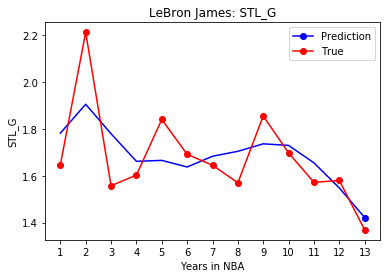 LeBron James: STL_G
Prediction
True
STL_G
2.2
2.0
1.8
1.6
1.4
1 2 3 4 5 6 7 8 9 10 11 12 13
Years in NBA